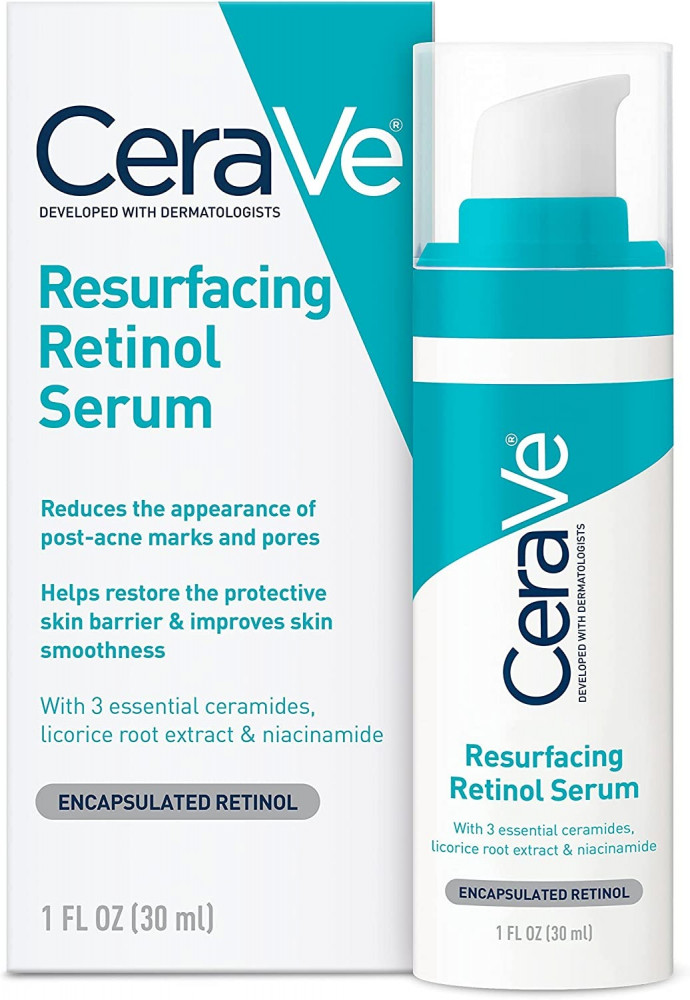 CeraVe®
DEVELOPED WITH DERMATOLOGISTS
Resurfacing
Retinol
Serum
Reduces the appearance of
post-acne marks and pores
Helps restore the protective
skin barrier & improves skin
smoothness
With 3 essential ceramides,
licorice root extract & niacinamide
ENCAPSULATED RETINOL
1 FL OZ (30 ml)
CeraVe®
DEVELOPED WITH DERMATOLOGISTS
Resurfacing
Retinol Serum
With 3 essential ceramides,
licorice root extract & niacinamide
ENCAPSULATED RETINOL
1 FL OZ (30 ml)